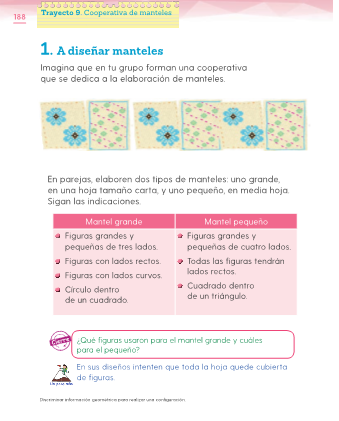 188
Trayecto 9. Cooperativa de manteles
1. A diseñar manteles
Imagina que en tu grupo forman una cooperativa
que se dedica a la elaboración de manteles.
En parejas, elaboren dos tipos de manteles: uno grande,
en una hoja tamaño carta, y uno pequeño, en media hoja.
Sigan las indicaciones.
Mantel grande
Figuras grandes y
pequeñas de tres lados.
Figuras con lados rectos.
Figuras con lados curvos.
Círculo dentro
de un cuadrado.
Mantel pequeño
Figuras grandes y
pequeñas de cuatro lados.
Todas las figuras tendrán
lados rectos.
Cuadrado dentro
de un triángulo.
Cierre
¿Qué figuras usaron para el mantel grande y cuáles
para el pequeño?
Un paso más
En sus diseños intenten que toda la hoja quede cubierta
de figuras.
Discriminar información geométrica para realizar una configuración.